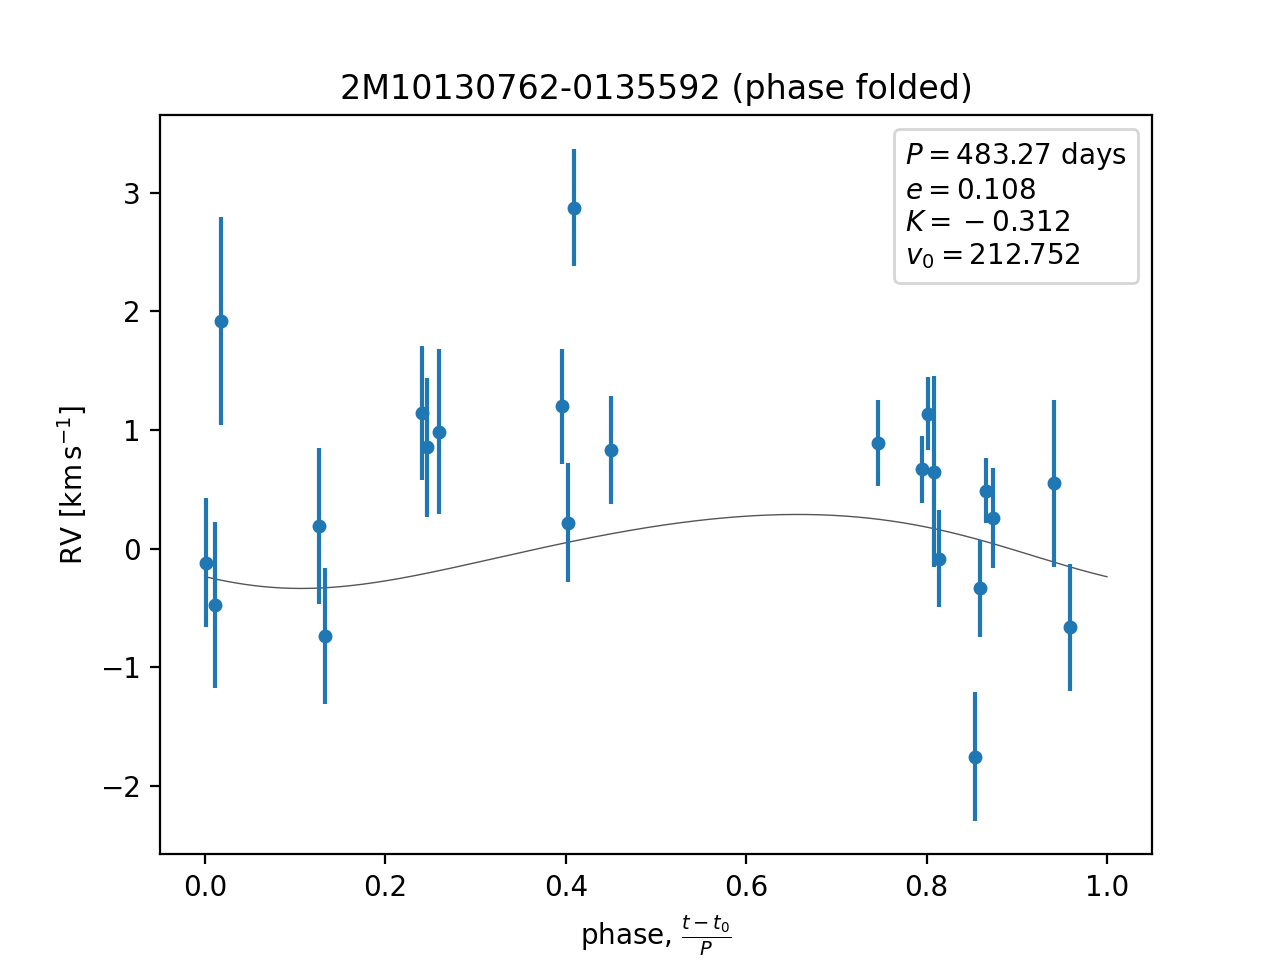 2M10130762-0135592 (phase folded)
P = 483.27 days
e = 0.108
K = −0.312
v₀ = 212.752
RV [km s⁻¹]
3
2
1
0
−1
−2
0.0 0.2 0.4 0.6 0.8 1.0
phase, (t − t₀)/P